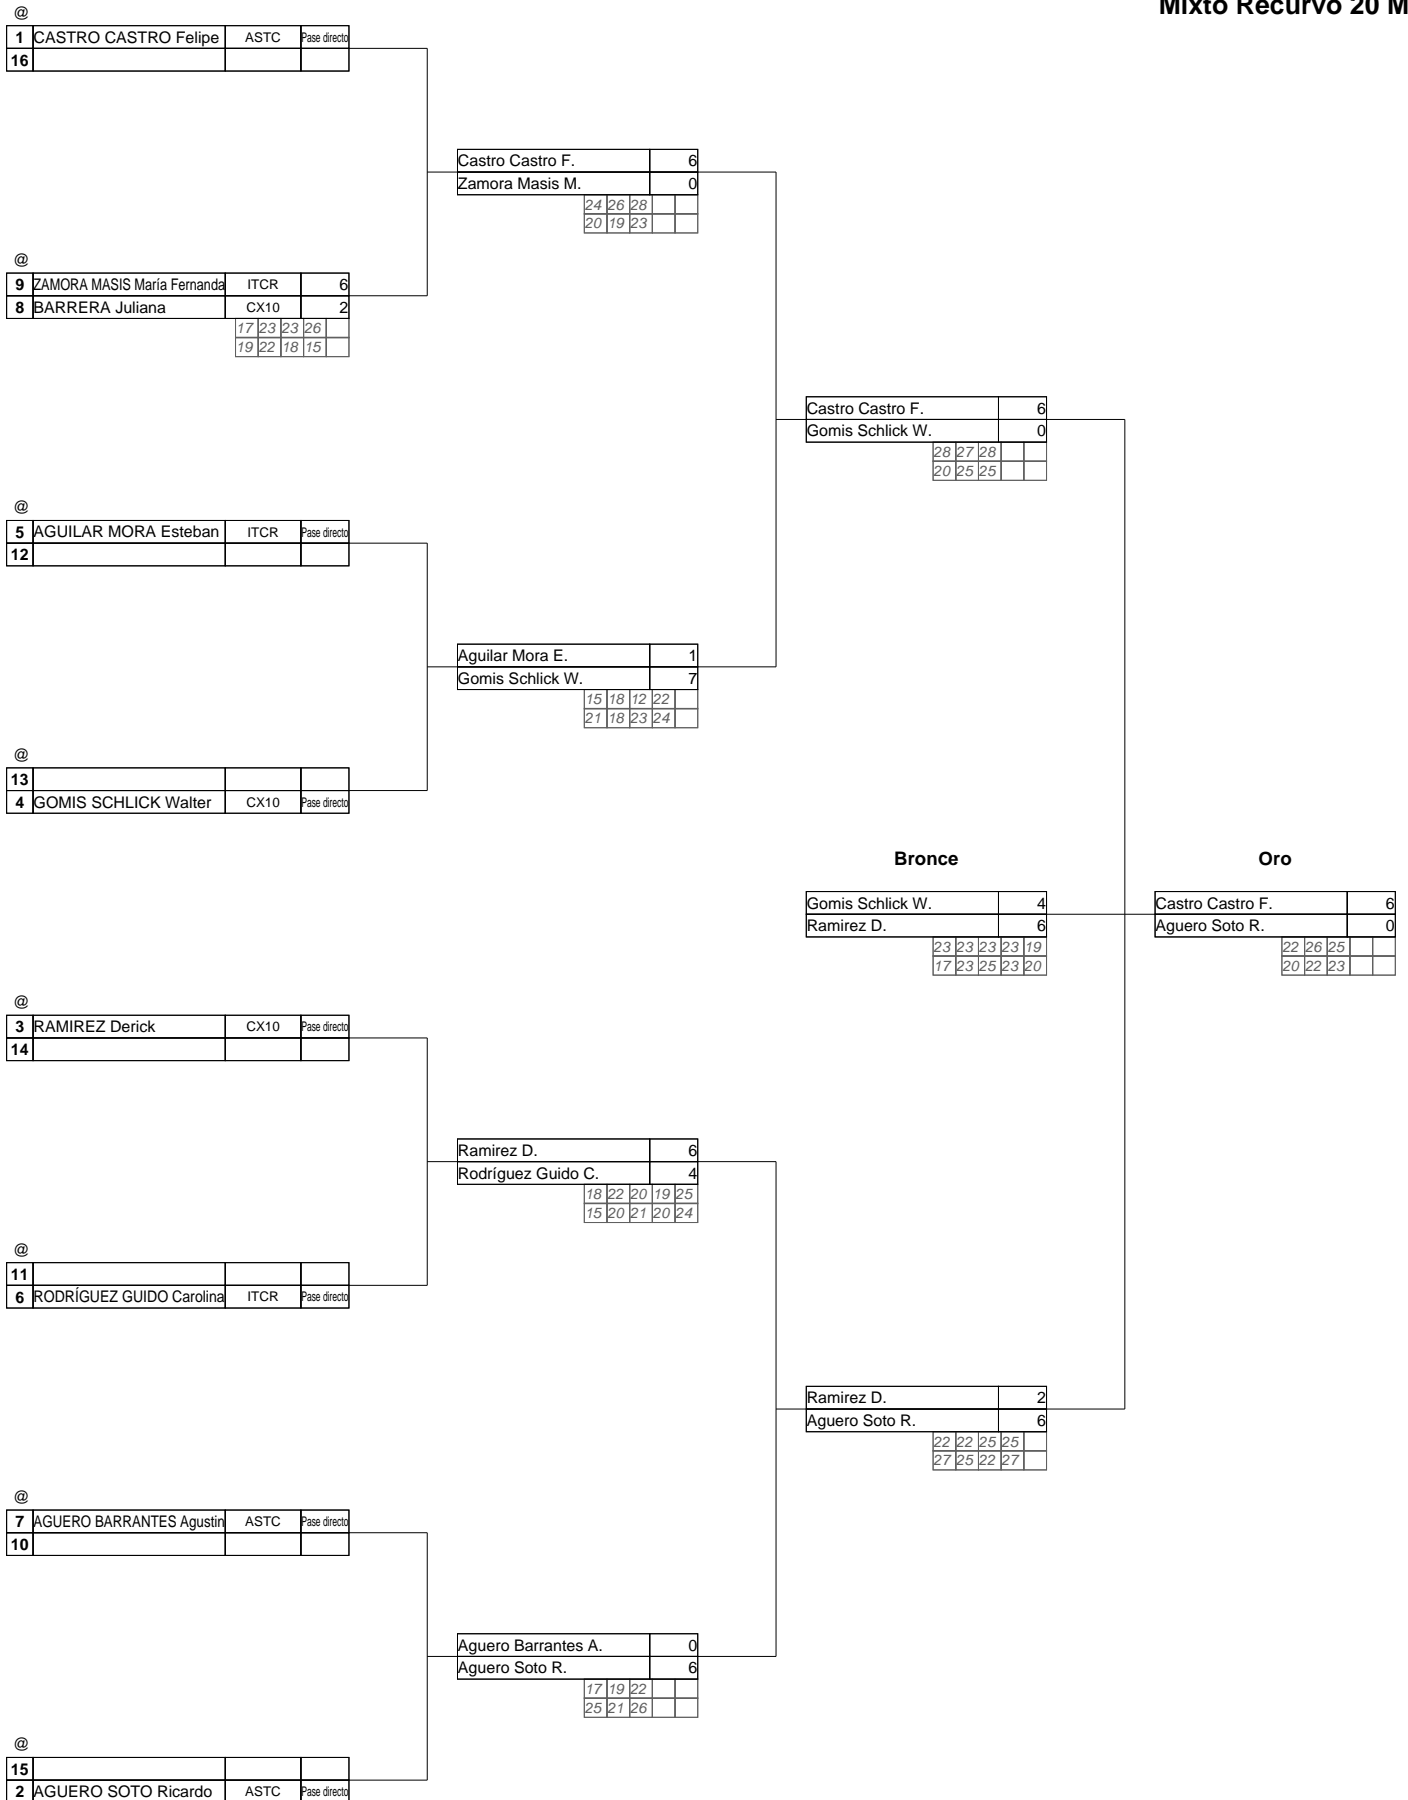 Mixto Recurvo 20 M
@
1 CASTRO CASTRO Felipe ASTC Pase directo
16
Castro Castro F. 6
Zamora Masis M. 0
24 26 28
20 19 23
@
9 ZAMORA MASIS María Fernanda ITCR 6
8 BARRERA Juliana CX10 2
17 23 23 26
19 22 18 15
Castro Castro F. 6
Gomis Schlick W. 0
28 27 28
20 25 25
@
5 AGUILAR MORA Esteban ITCR Pase directo
12
Aguilar Mora E. 1
Gomis Schlick W. 7
15 18 12 22
21 18 23 24
@
13
4 GOMIS SCHLICK Walter CX10 Pase directo
Bronce Oro
Gomis Schlick W. 4
Ramirez D. 6
23 23 23 23 19
17 23 25 23 20
Castro Castro F. 6
Aguero Soto R. 0
22 26 25
20 22 23
@
3 RAMIREZ Derick CX10 Pase directo
14
Ramirez D. 6
Rodríguez Guido C. 4
18 22 20 19 25
15 20 21 20 24
@
11
6 RODRÍGUEZ GUIDO Carolina ITCR Pase directo
Ramirez D. 2
Aguero Soto R. 6
22 22 25 25
27 25 22 27
@
7 AGUERO BARRANTES Agustin ASTC Pase directo
10
Aguero Barrantes A. 0
Aguero Soto R. 6
17 19 22
25 21 26
@
15
2 AGUERO SOTO Ricardo ASTC Pase directo